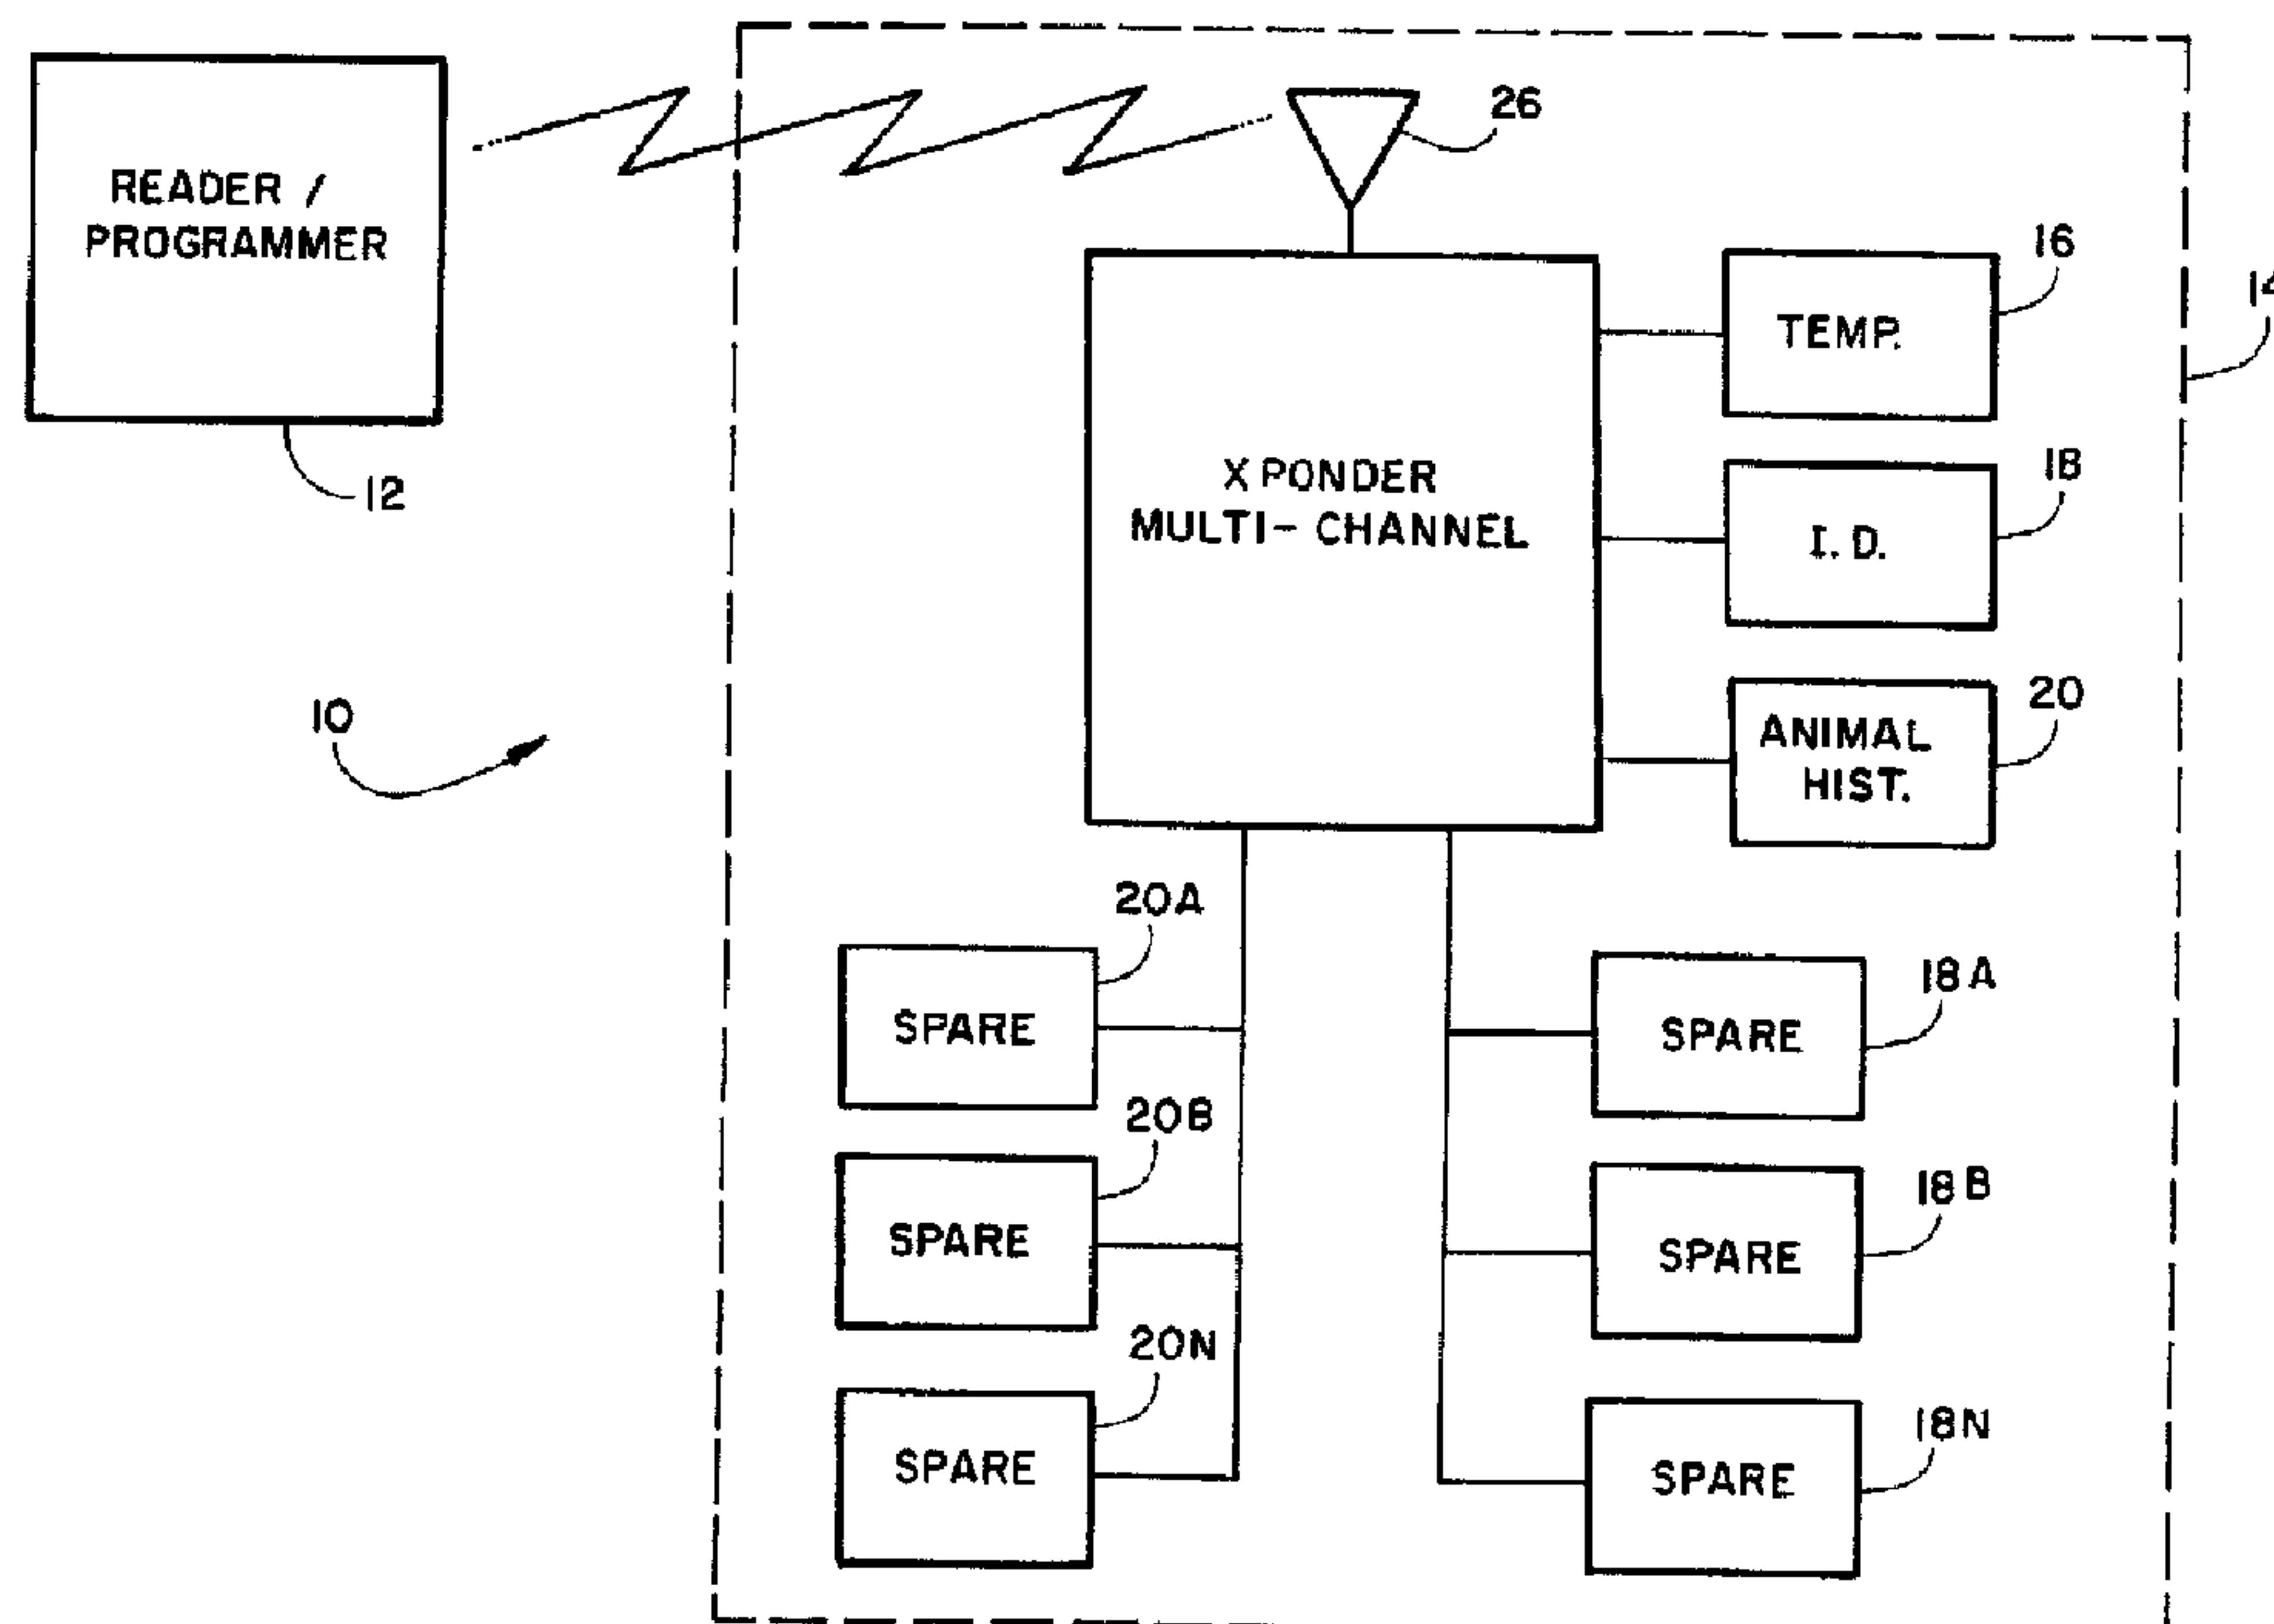 READER /
PROGRAMMER
12
10
26
X PONDER
MULTI-CHANNEL
TEMP.
16
I.D.
18
ANIMAL
HIST.
20
14
20A
SPARE
20B
SPARE
20N
SPARE
18A
SPARE
18B
SPARE
18N
SPARE